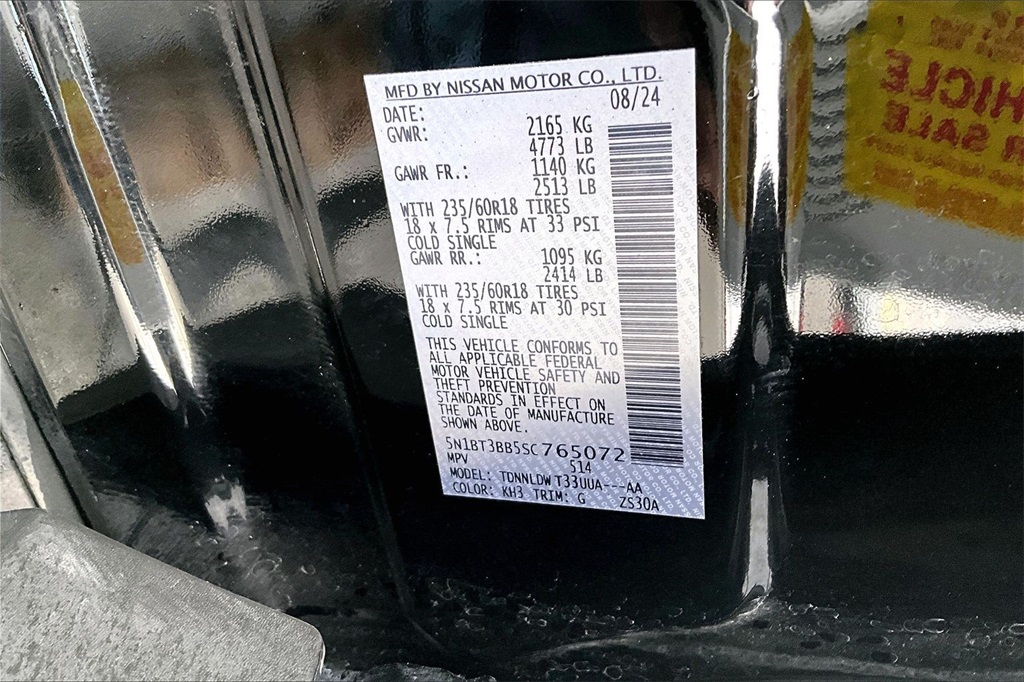 MFD BY NISSAN MOTOR CO., LTD.
DATE: 08/24
GVWR: 2165 KG
4773 LB
GAWR FR.: 1140 KG
2513 LB
WITH 235/60R18 TIRES
18 x 7.5 RIMS AT 33 PSI
COLD SINGLE
GAWR RR.: 1095 KG
2414 LB
WITH 235/60R18 TIRES
18 x 7.5 RIMS AT 30 PSI
COLD SINGLE
THIS VEHICLE CONFORMS TO
ALL APPLICABLE FEDERAL
MOTOR VEHICLE SAFETY AND
THEFT PREVENTION
STANDARDS IN EFFECT ON
THE DATE OF MANUFACTURE
SHOWN ABOVE.
5N1BT3BB5SC765072
MPV S14
MODEL: TDNNLDW T33UUA---AA
COLOR: KH3 TRIM: G ZS30A
HICLE
R SALE